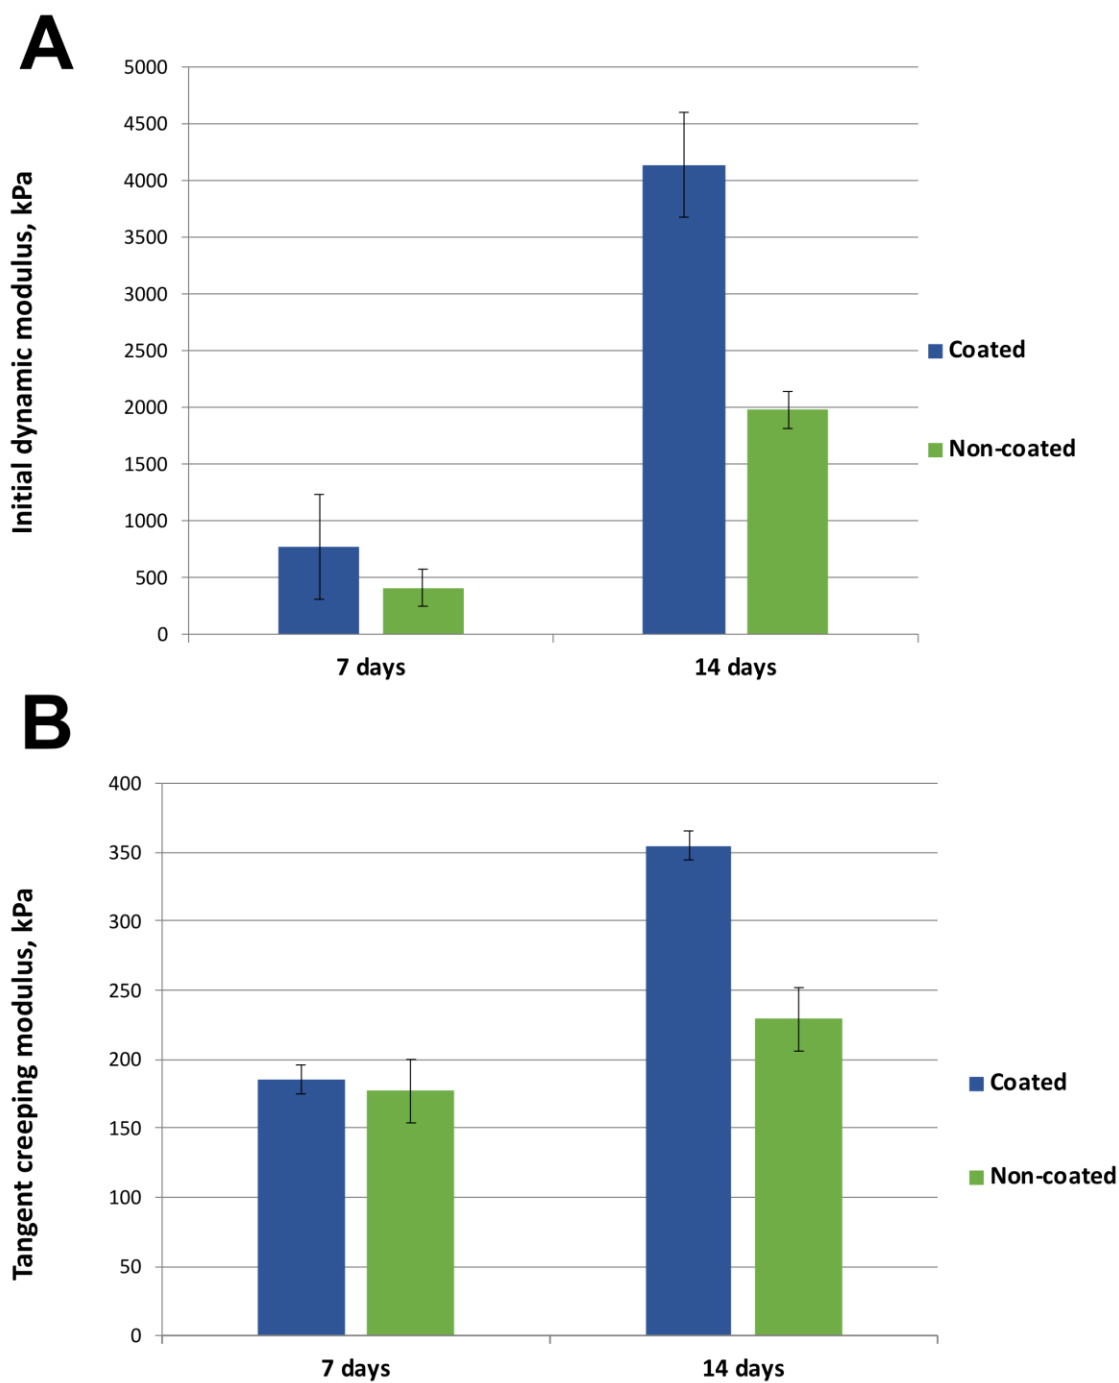 A
Initial dynamic modulus, kPa
5000
4500
4000
3500
3000
2500
2000
1500
1000
500
0
7 days
14 days
Coated
Non-coated
B
Tangent creeping modulus, kPa
400
350
300
250
200
150
100
50
0
7 days
14 days
Coated
Non-coated